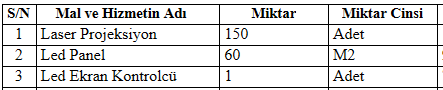 S/N Mal ve Hizmetin Adı Miktar Miktar Cinsi
1 Laser Projeksiyon 150 Adet
2 Led Panel 60 M2
3 Led Ekran Kontrolcü 1 Adet